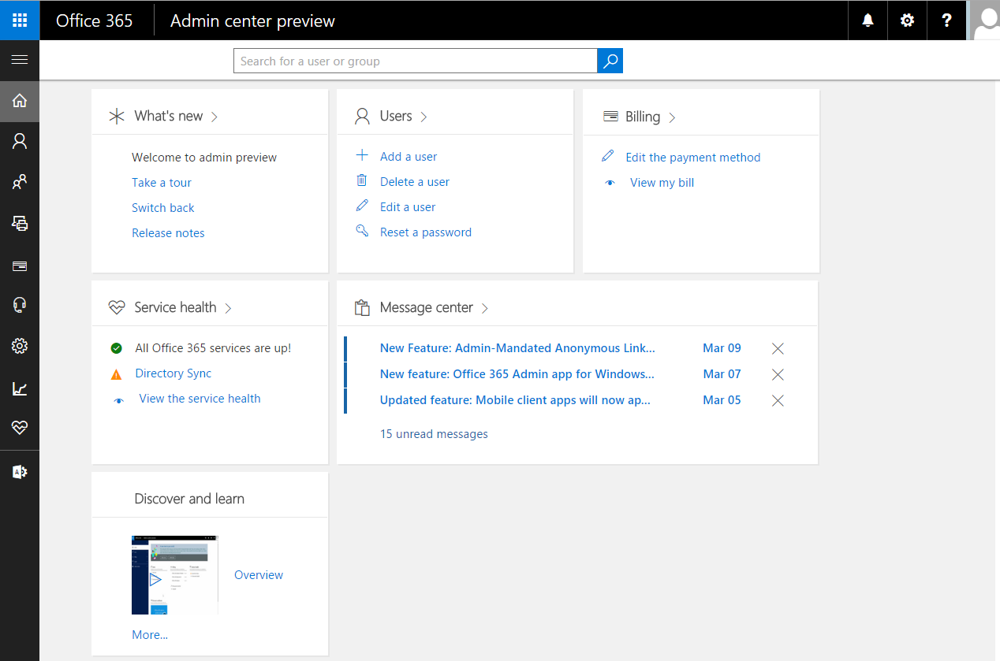 Office 365
Admin center preview
?
Search for a user or group
What's new
Welcome to admin preview
Take a tour
Switch back
Release notes
Users
Add a user
Delete a user
Edit a user
Reset a password
Billing
Edit the payment method
View my bill
Service health
All Office 365 services are up!
Directory Sync
View the service health
Message center
New Feature: Admin-Mandated Anonymous Link... Mar 09
New feature: Office 365 Admin app for Windows... Mar 07
Updated feature: Mobile client apps will now ap... Mar 05
15 unread messages
A
Discover and learn
Overview
More...